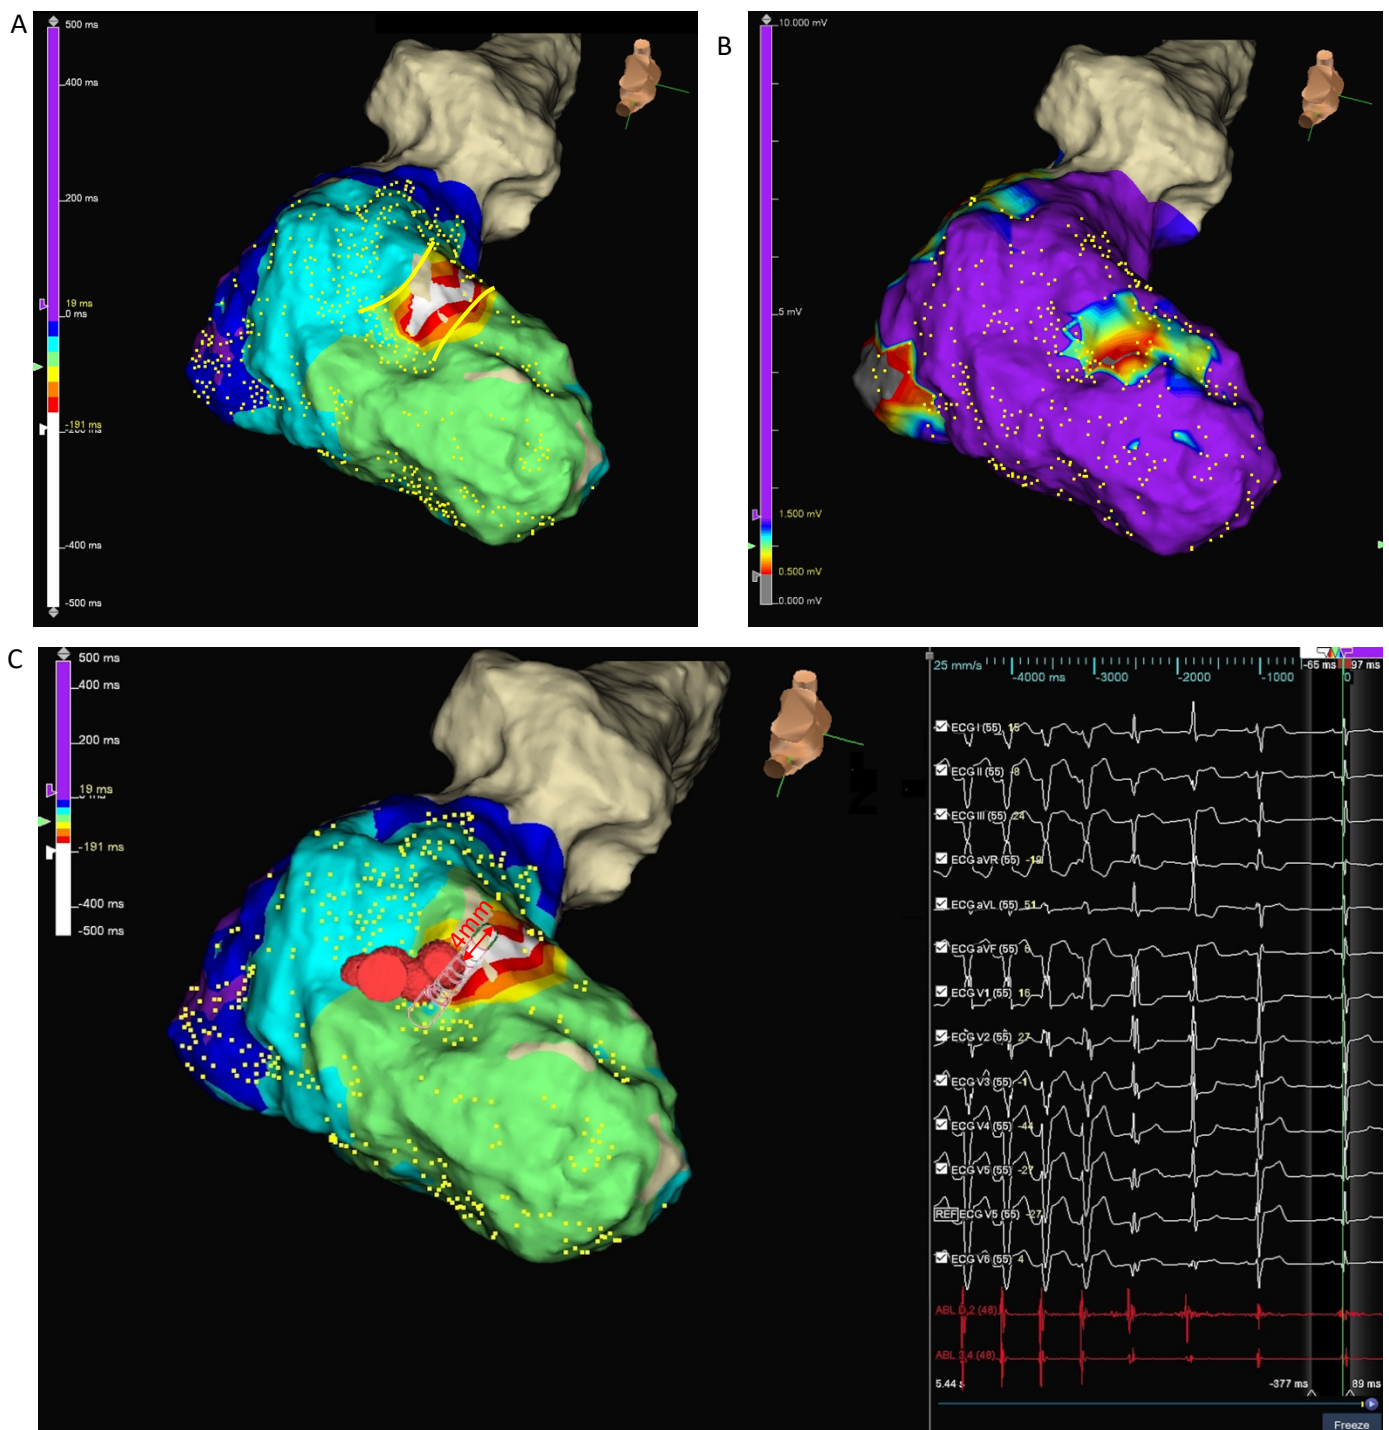 A
500 ms
400 ms
200 ms
19 ms
0 ms
-191 ms
-400 ms
-500 ms
B
10.000 mV
5 mV
1.500 mV
0.500 mV
0.000 mV
C
500 ms
400 ms
200 ms
19 ms
-191 ms
-400 ms
-500 ms
4mm
25 mm/s
-4000 ms
-3000
-2000
-1000
0
-65 ms
97 ms
ECG I (55) 15
ECG II (55) -8
ECG III (55) 24
ECG aVR (55) -19
ECG aVL (55) 51
ECG aVF (55) 6
ECG V1 (55) 16
ECG V2 (55) 27
ECG V3 (55) -1
ECG V4 (55) -44
ECG V5 (55) -27
REF ECG V5 (55) -27
ECG V6 (55) 4
ABL D,2 (48)
ABL 3,4 (48)
5.44 s
-377 ms
89 ms
Freeze